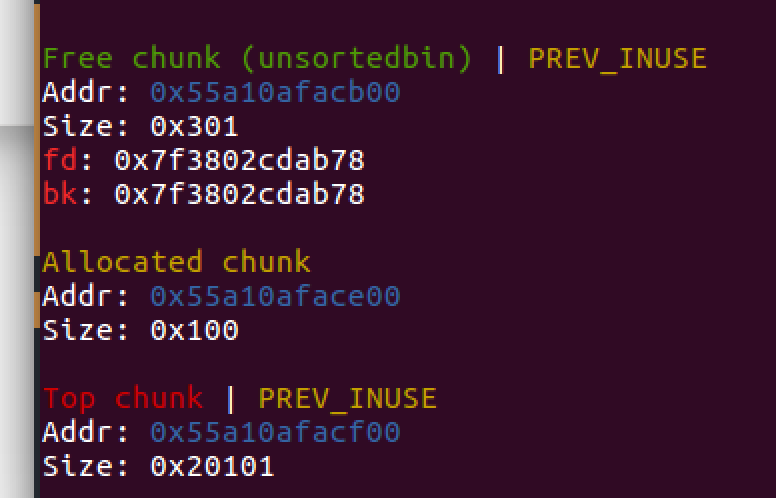 Free chunk (unsortedbin) | PREV_INUSE
Addr: 0x55a10afacb00
Size: 0x301
fd: 0x7f3802cdab78
bk: 0x7f3802cdab78
Allocated chunk
Addr: 0x55a10aface00
Size: 0x100
Top chunk | PREV_INUSE
Addr: 0x55a10afacf00
Size: 0x20101